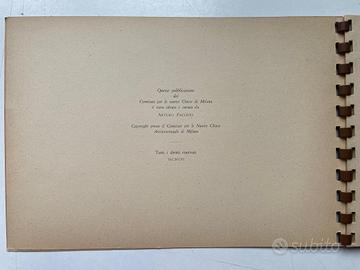 Questa pubblicazione
del
Comitato per le nuove Chiese di Milano
è stata ideata e curata da
Copyright presso il Comitato per le Nuove Chiese
di Milano
Tutti i diritti riservati
subito